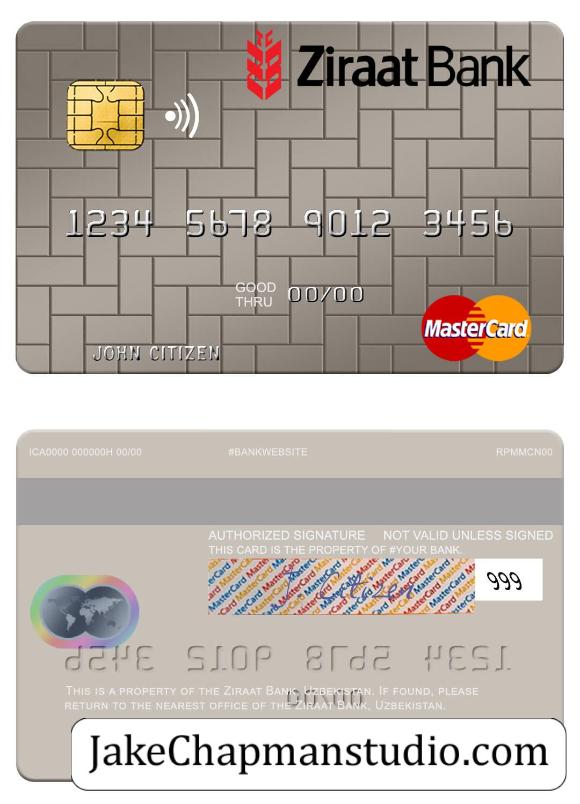 Ziraat Bank
1234 5678 9012 3456
GOOD
THRU 00/00
MasterCard
JOHN CITIZEN
ICA0000 000000H 00/00 #BANKWEBSITE RPMMCN00
AUTHORIZED SIGNATURE NOT VALID UNLESS SIGNED
THIS CARD IS THE PROPERTY OF #YOUR BANK.
MasterCard MasterCard MasterCard
999
THIS IS A PROPERTY OF THE ZIRAAT BANK, UZBEKISTAN. IF FOUND, PLEASE
RETURN TO THE NEAREST OFFICE OF THE ZIRAAT BANK, UZBEKISTAN.
JakeChapmanstudio.com